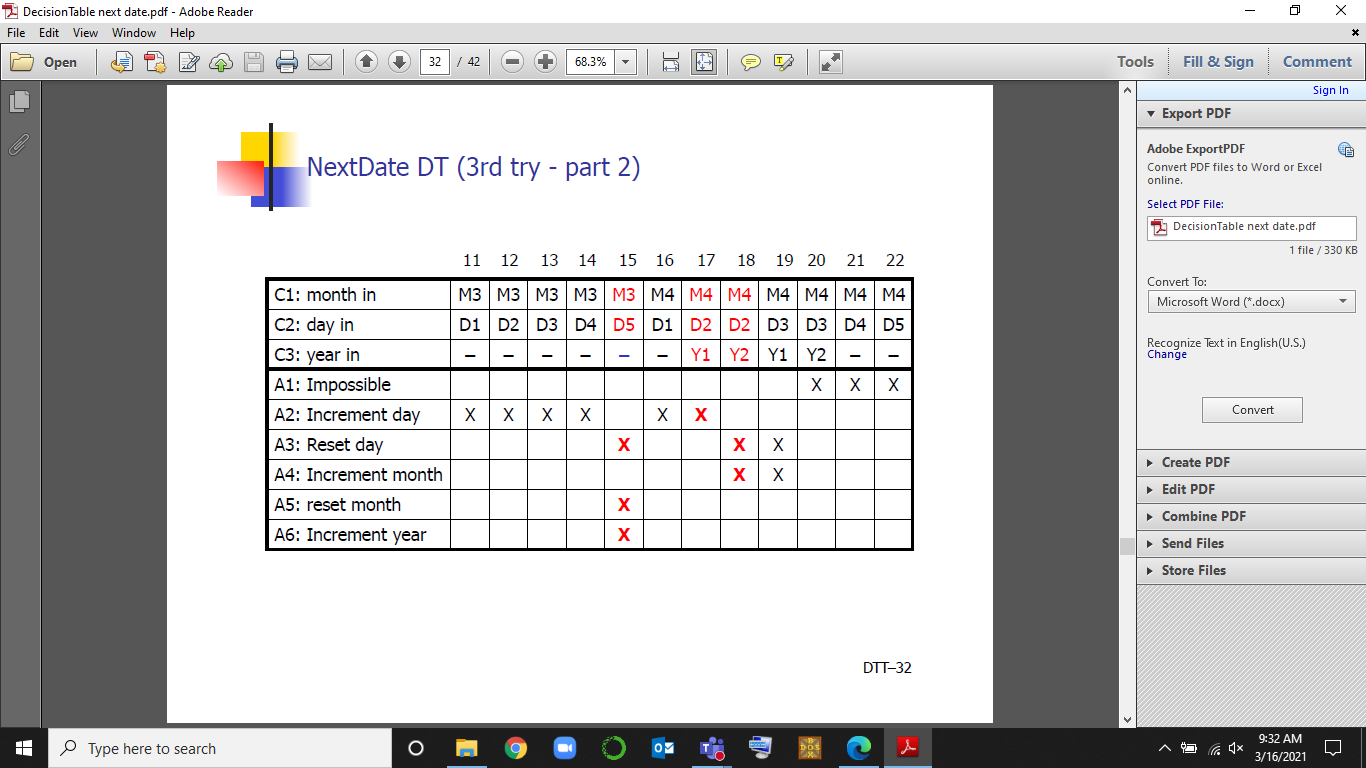 DecisionTable next date.pdf - Adobe Reader
File Edit View Window Help
Open 32 / 42 68.3% Tools Fill & Sign Comment
Sign In
NextDate DT (3rd try - part 2)
11 12 13 14 15 16 17 18 19 20 21 22
C1: month in M3 M3 M3 M3 M3 M4 M4 M4 M4 M4 M4 M4
C2: day in D1 D2 D3 D4 D5 D1 D2 D2 D3 D3 D4 D5
C3: year in – – – – – – Y1 Y2 Y1 Y2 – –
A1: Impossible X X X
A2: Increment day X X X X X X
A3: Reset day X X X
A4: Increment month X X
A5: reset month X
A6: Increment year X
DTT–32
Export PDF
Adobe ExportPDF
Convert PDF files to Word or Excel
online.
Select PDF File:
DecisionTable next date.pdf
1 file / 330 KB
Convert To:
Microsoft Word (*.docx)
Recognize Text in English(U.S.)
Change
Convert
Create PDF
Edit PDF
Combine PDF
Send Files
Store Files
Type here to search
9:32 AM
3/16/2021